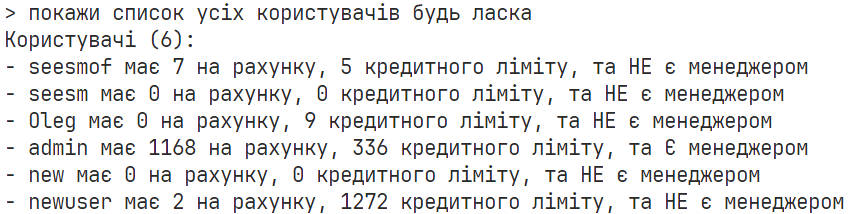 > покажи список усіх користувачів будь ласка
Користувачі (6):
- seesmof має 7 на рахунку, 5 кредитного ліміту, та НЕ є менеджером
- seesm має 0 на рахунку, 0 кредитного ліміту, та НЕ є менеджером
- Oleg має 0 на рахунку, 9 кредитного ліміту, та НЕ є менеджером
- admin має 1168 на рахунку, 336 кредитного ліміту, та Є менеджером
- new має 0 на рахунку, 0 кредитного ліміту, та НЕ є менеджером
- newuser має 2 на рахунку, 1272 кредитного ліміту, та НЕ є менеджером